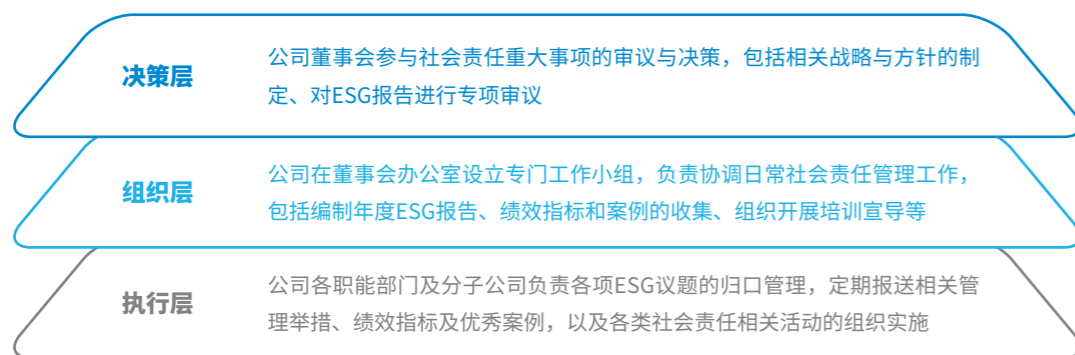 决策层
公司董事会参与社会责任重大事项的审议与决策，包括相关战略与方针的制
定、对ESG报告进行专项审议
组织层
公司在董事会办公室设立专门工作小组，负责协调日常社会责任管理工作，
包括编制年度ESG报告、绩效指标和案例的收集、组织开展培训宣导等
执行层
公司各职能部门及分子公司负责各项ESG议题的归口管理，定期报送相关管
理举措、绩效指标及优秀案例，以及各类社会责任相关活动的组织实施